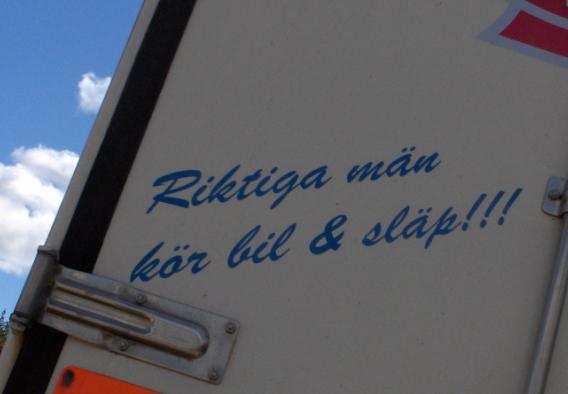 Riktiga män
kör bil & släp!!!